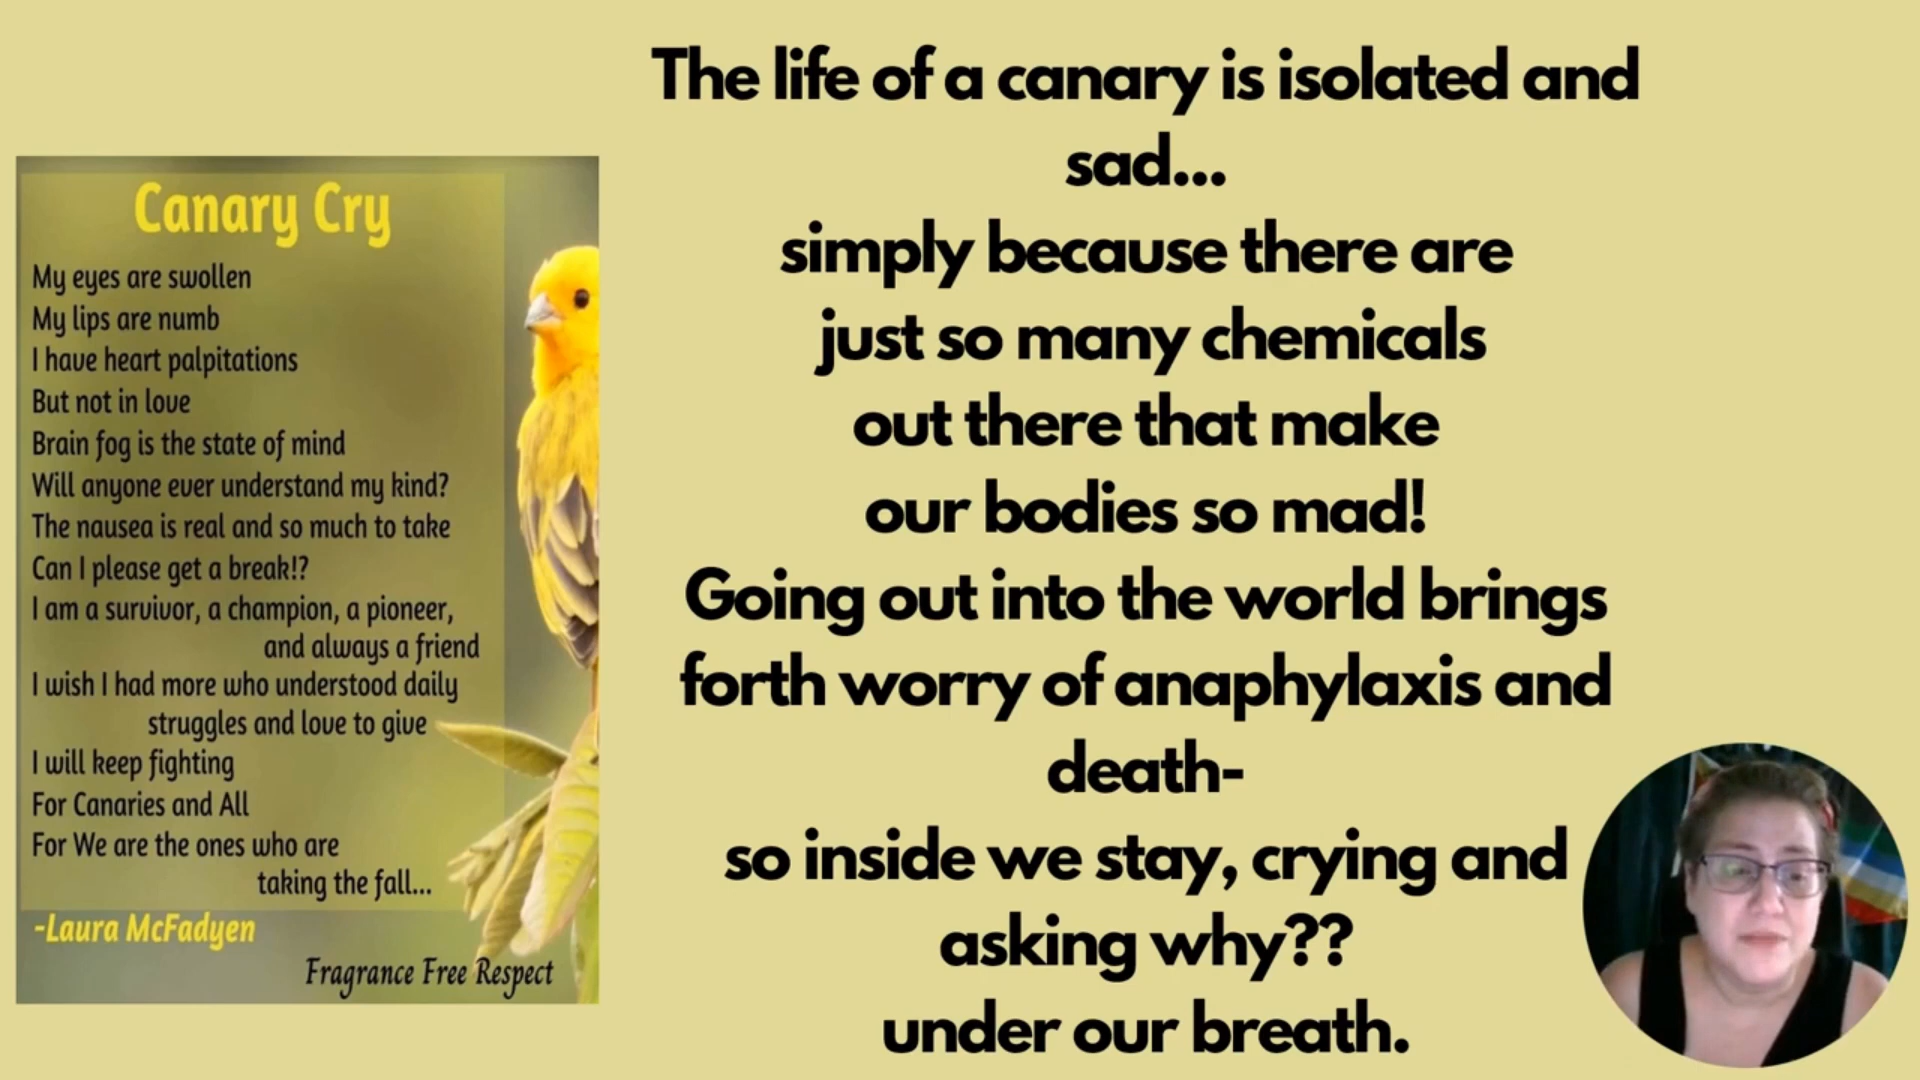 Canary Cry
My eyes are swollen
My lips are numb
I have heart palpitations
But not in love
Brain fog is the state of mind
Will anyone ever understand my kind?
The nausea is real and so much to take
Can I please get a break!?
I am a survivor, a champion, a pioneer,
and always a friend
I wish I had more who understood daily
struggles and love to give
I will keep fighting
For Canaries and All
For We are the ones who are
taking the fall...
-Laura McFadyen
Fragrance Free Respect
The life of a canary is isolated and
sad...
simply because there are
just so many chemicals
out there that make
our bodies so mad!
Going out into the world brings
forth worry of anaphylaxis and
death-
so inside we stay, crying and
asking why??
under our breath.